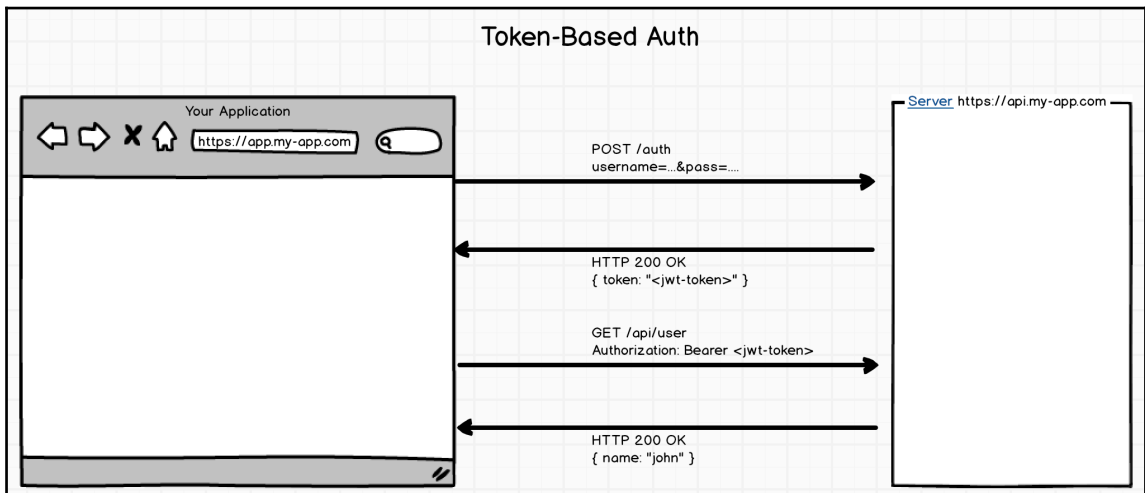 Token-Based Auth
Your Application
https://app.my-app.com
Server https://api.my-app.com
POST /auth
username=...&pass=....
HTTP 200 OK
{ token: "<jwt-token>" }
GET /api/user
Authorization: Bearer <jwt-token>
HTTP 200 OK
{ name: "john" }